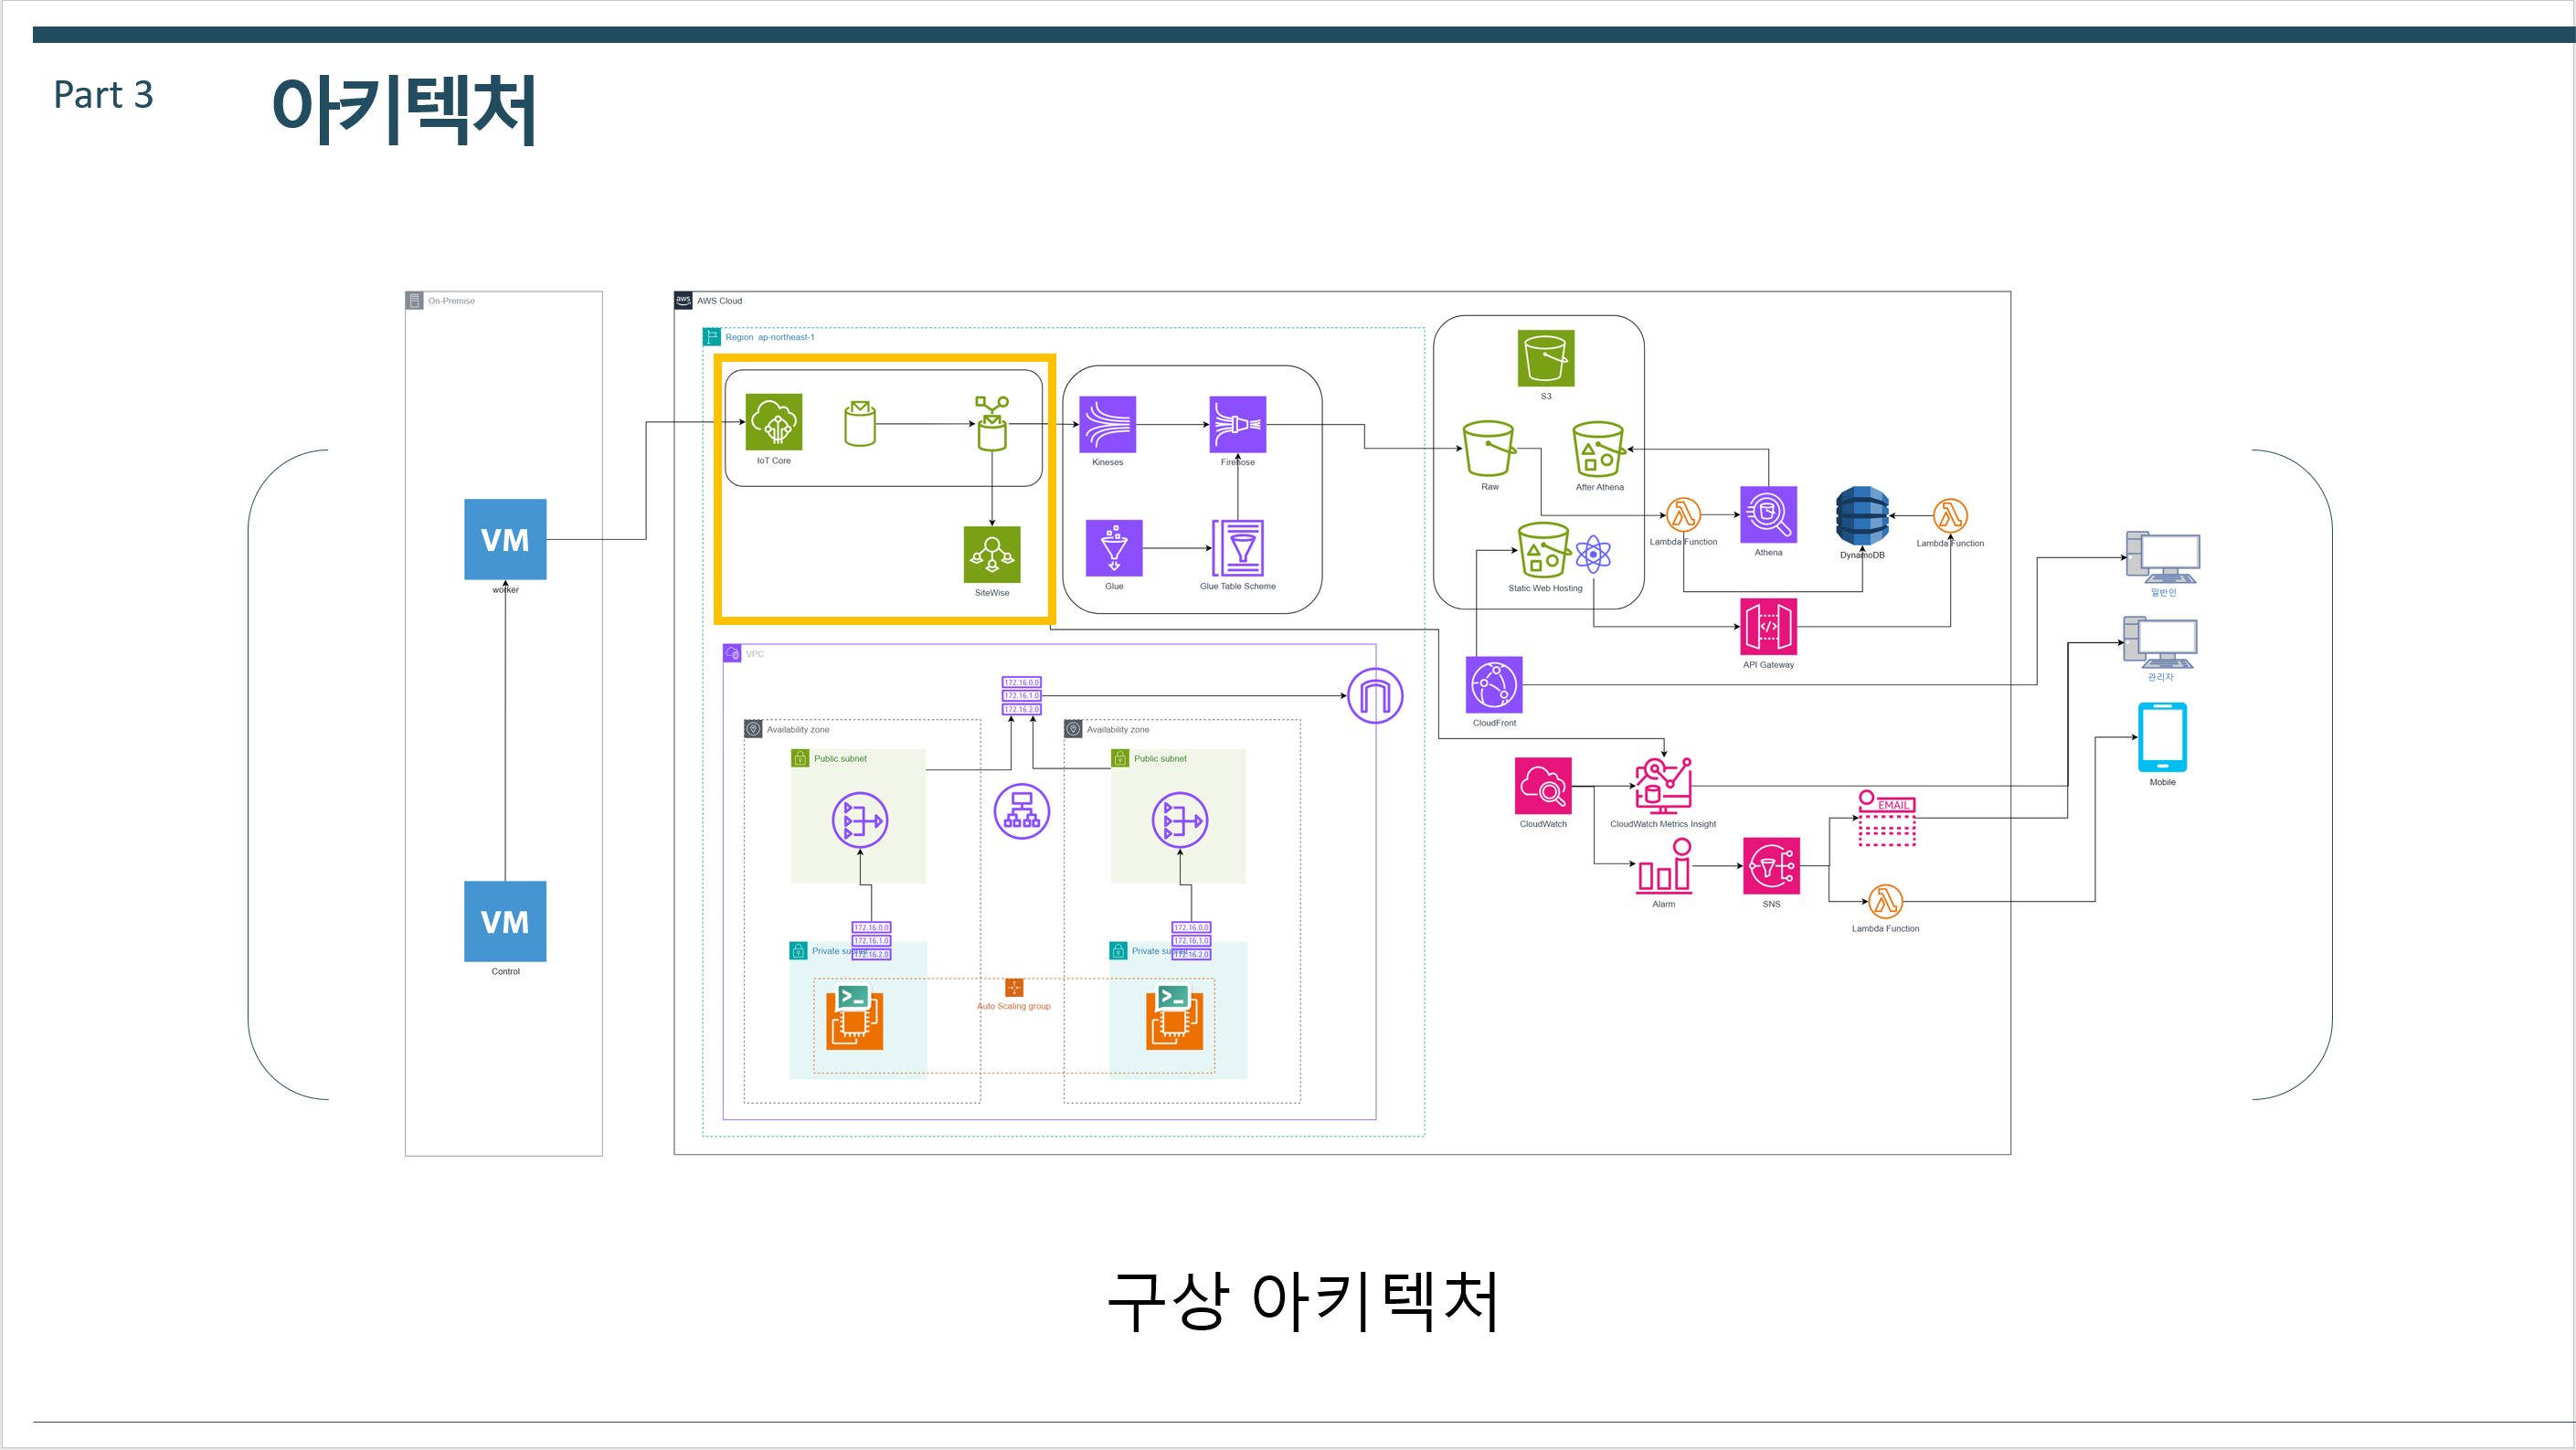 Part 3
아키텍처
On-Premise
aws
AWS Cloud
Region ap-northeast-1
IoT Core
SiteWise
Kineses
Firehose
Glue
Glue Table Scheme
S3
Raw
After Athena
Static Web Hosting
Lambda Function
Athena
DynamoDB
Lambda Function
API Gateway
CloudFront
VM
worker
VM
Control
VPC
172.16.0.0
172.16.1.0
172.16.2.0
Availability zone
Availability zone
Public subnet
Public subnet
172.16.0.0
172.16.1.0
172.16.2.0
172.16.0.0
172.16.1.0
172.16.2.0
Private subnet
Private subnet
Auto Scaling group
CloudWatch
CloudWatch Metrics Insight
EMAIL
Alarm
SNS
Lambda Function
일반인
관리자
Mobile
구상 아키텍처